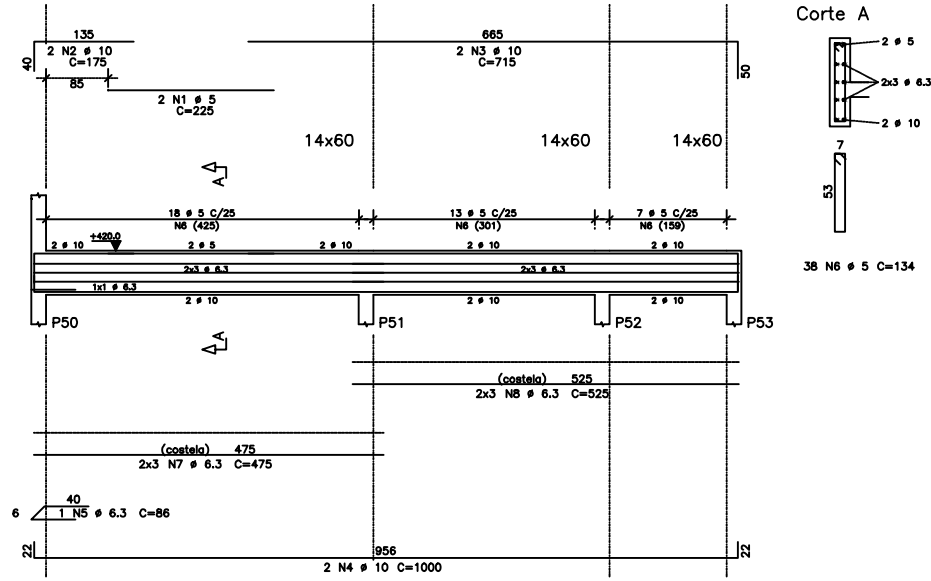 135
2 N2 ø 10
C=175
40
665
2 N3 ø 10
C=715
50
85
2 N1 ø 5
C=225
14x60
14x60
14x60
A
18 ø 5 C/25
N6 (425)
13 ø 5 C/25
N6 (301)
7 ø 5 C/25
N6 (159)
+420.0
2 ø 10
2 ø 5
2 ø 10
2 ø 10
2 ø 10
2x3 ø 6.3
2x3 ø 6.3
1x1 ø 6.3
2 ø 10
2 ø 10
2 ø 10
P50
P51
P52
P53
A
(costela) 525
2x3 N8 ø 6.3 C=525
(costela) 475
2x3 N7 ø 6.3 C=475
40
6
1 N5 ø 6.3 C=86
22
956
22
2 N4 ø 10 C=1000
Corte A
2 ø 5
2x3 ø 6.3
2 ø 10
7
53
38 N6 ø 5 C=134